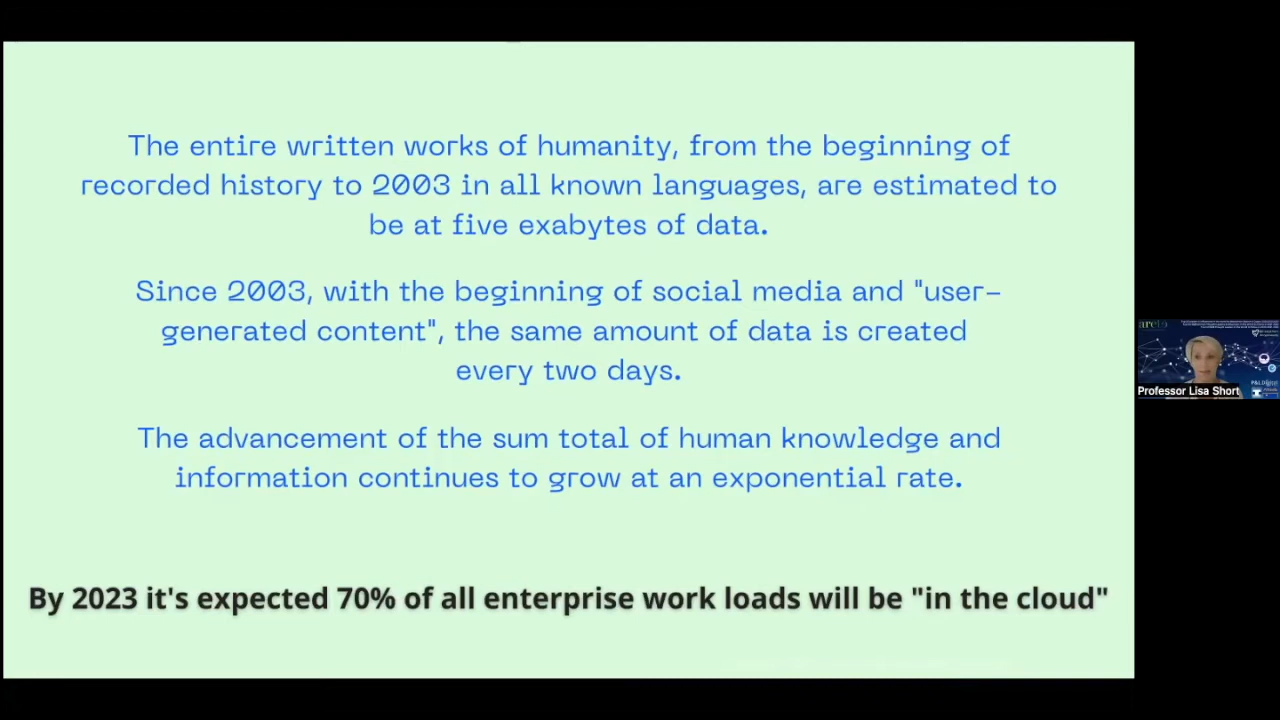 The entire written works of humanity, from the beginning of
recorded history to 2003 in all known languages, are estimated to
be at five exabytes of data.
Since 2003, with the beginning of social media and "user-
generated content", the same amount of data is created
every two days.
The advancement of the sum total of human knowledge and
information continues to grow at an exponential rate.
By 2023 it's expected 70% of all enterprise work loads will be "in the cloud"
Professor Lisa Short